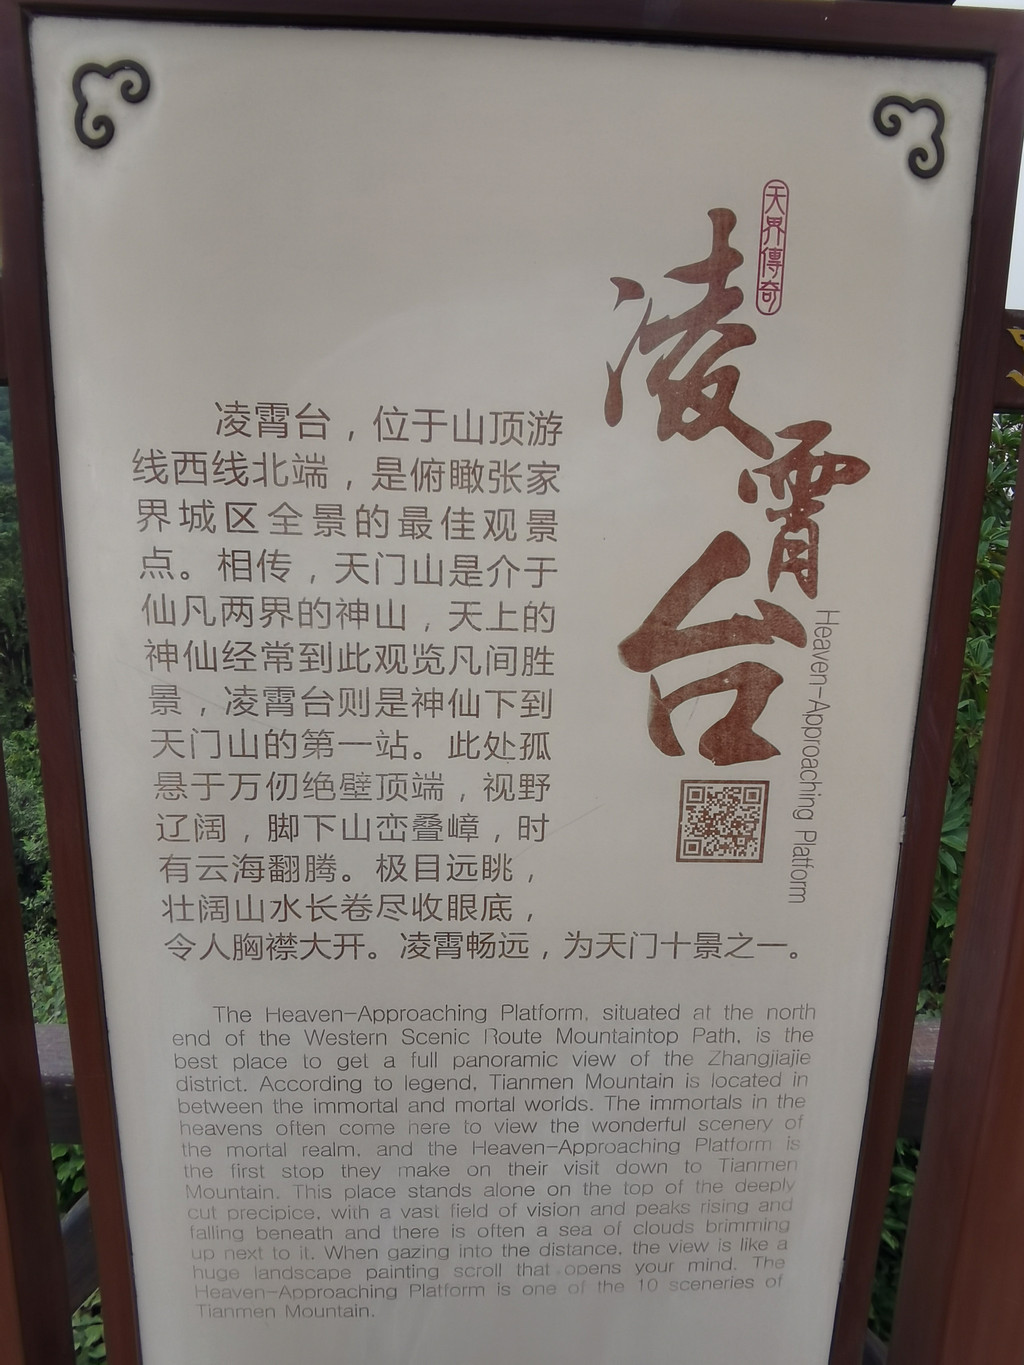 天界傳奇
凌霄台
Heaven-Approaching Platform
凌霄台，位于山顶游
线西线北端，是俯瞰张家
界城区全景的最佳观景
点。相传，天门山是介于
仙凡两界的神山，天上的
神仙经常到此观览凡间胜
景，凌霄台则是神仙下到
天门山的第一站。此处孤
悬于万仞绝壁顶端，视野
辽阔，脚下山峦叠嶂，时
有云海翻腾。极目远眺，
壮阔山水长卷尽收眼底，
令人胸襟大开。凌霄畅远，为天门十景之一。
The Heaven-Approaching Platform, situated at the north
end of the Western Scenic Route Mountaintop Path, is the
best place to get a full panoramic view of the Zhangjiajie
district. According to legend, Tianmen Mountain is located in
between the immortal and mortal worlds. The immortals in the
heavens often come here to view the wonderful scenery of
the mortal realm, and the Heaven-Approaching Platform is
the first stop they make on their visit down to Tianmen
Mountain. This place stands alone on the top of the deeply
cut precipice, with a vast field of vision and peaks rising and
falling beneath and there is often a sea of clouds brimming
up next to it. When gazing into the distance, the view is like a
huge landscape painting scroll that opens your mind. The
Heaven-Approaching Platform is one of the 10 sceneries of
Tianmen Mountain.